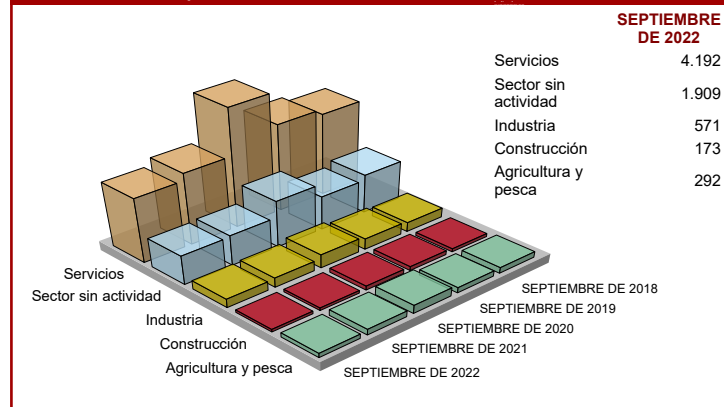 SEPTIEMBRE
DE 2022
Servicios 4.192
Sector sin
actividad 1.909
Industria 571
Construcción 173
Agricultura y
pesca 292
Servicios
Sector sin actividad
Industria
Construcción
Agricultura y pesca
SEPTIEMBRE DE 2018
SEPTIEMBRE DE 2019
SEPTIEMBRE DE 2020
SEPTIEMBRE DE 2021
SEPTIEMBRE DE 2022